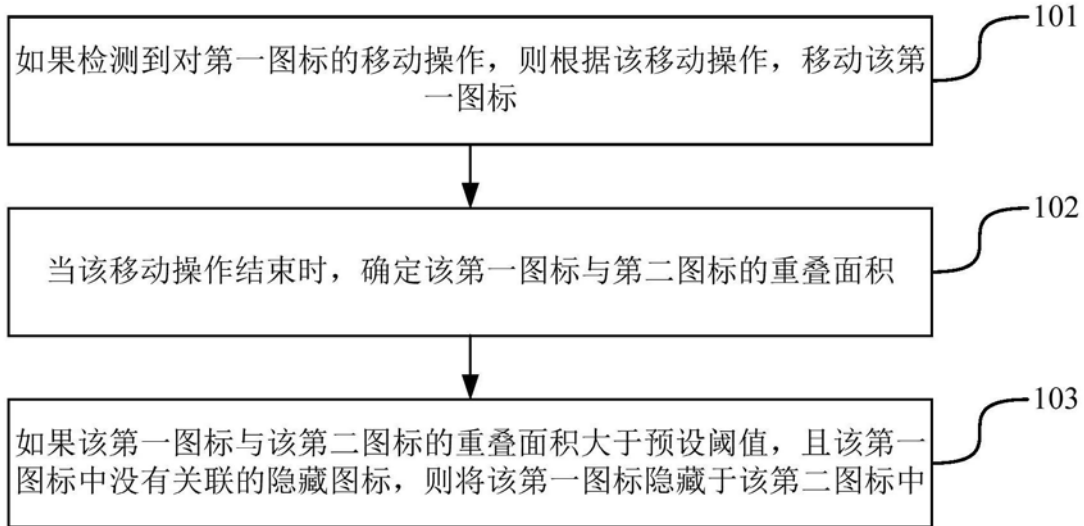 101
如果检测到对第一图标的移动操作，则根据该移动操作，移动该第
一图标
102
当该移动操作结束时，确定该第一图标与第二图标的重叠面积
103
如果该第一图标与该第二图标的重叠面积大于预设阈值，且该第一
图标中没有关联的隐藏图标，则将该第一图标隐藏于该第二图标中